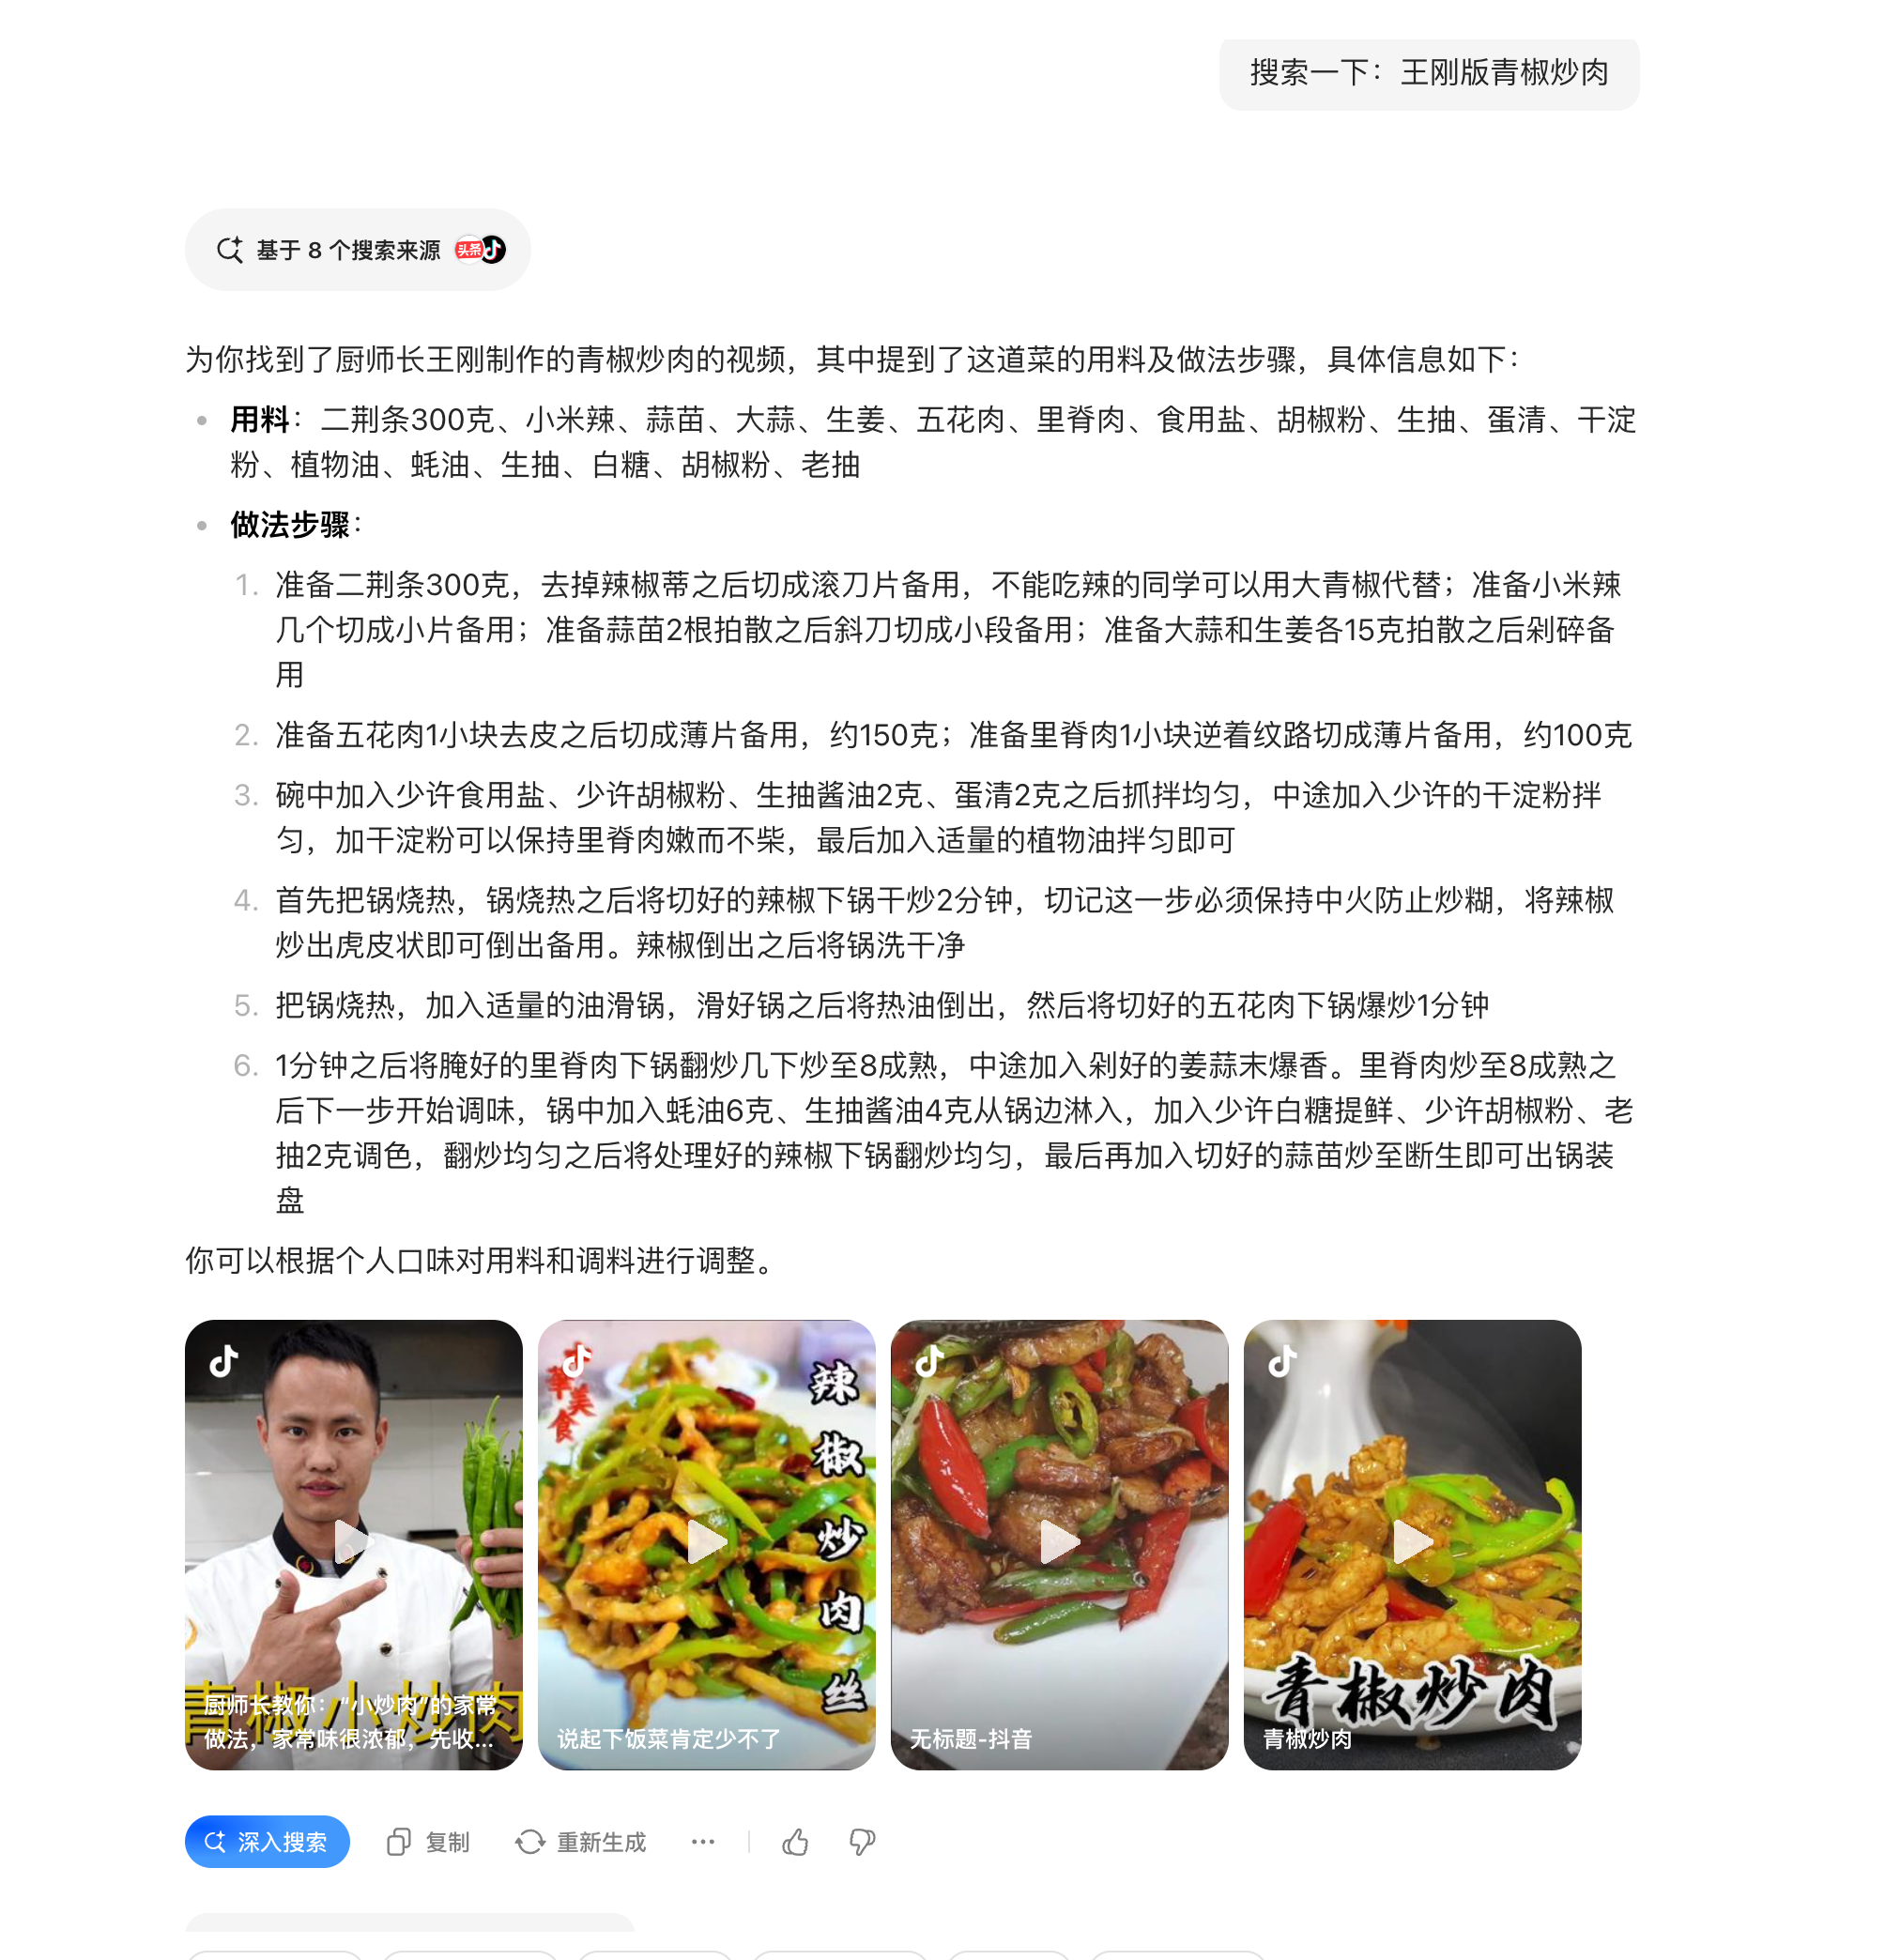 搜索一下：王刚版青椒炒肉
基于 8 个搜索来源 头条
为你找到了厨师长王刚制作的青椒炒肉的视频，其中提到了这道菜的用料及做法步骤，具体信息如下：
用料：二荆条300克、小米辣、蒜苗、大蒜、生姜、五花肉、里脊肉、食用盐、胡椒粉、生抽、蛋清、干淀
粉、植物油、蚝油、生抽、白糖、胡椒粉、老抽
做法步骤：
1. 准备二荆条300克，去掉辣椒蒂之后切成滚刀片备用，不能吃辣的同学可以用大青椒代替；准备小米辣
几个切成小片备用；准备蒜苗2根拍散之后斜刀切成小段备用；准备大蒜和生姜各15克拍散之后剁碎备
用
2. 准备五花肉1小块去皮之后切成薄片备用，约150克；准备里脊肉1小块逆着纹路切成薄片备用，约100克
3. 碗中加入少许食用盐、少许胡椒粉、生抽酱油2克、蛋清2克之后抓拌均匀，中途加入少许的干淀粉拌
匀，加干淀粉可以保持里脊肉嫩而不柴，最后加入适量的植物油拌匀即可
4. 首先把锅烧热，锅烧热之后将切好的辣椒下锅干炒2分钟，切记这一步必须保持中火防止炒糊，将辣椒
炒出虎皮状即可倒出备用。辣椒倒出之后将锅洗干净
5. 把锅烧热，加入适量的油滑锅，滑好锅之后将热油倒出，然后将切好的五花肉下锅爆炒1分钟
6. 1分钟之后将腌好的里脊肉下锅翻炒几下炒至8成熟，中途加入剁好的姜蒜末爆香。里脊肉炒至8成熟之
后下一步开始调味，锅中加入蚝油6克、生抽酱油4克从锅边淋入，加入少许白糖提鲜、少许胡椒粉、老
抽2克调色，翻炒均匀之后将处理好的辣椒下锅翻炒均匀，最后再加入切好的蒜苗炒至断生即可出锅装
盘
你可以根据个人口味对用料和调料进行调整。
青椒小炒肉
厨师长教你：“小炒肉”的家常
做法，家常味很浓郁，先收...
美食
辣椒炒肉丝
说起下饭菜肯定少不了
无标题-抖音
青椒炒肉
青椒炒肉
深入搜索 复制 重新生成